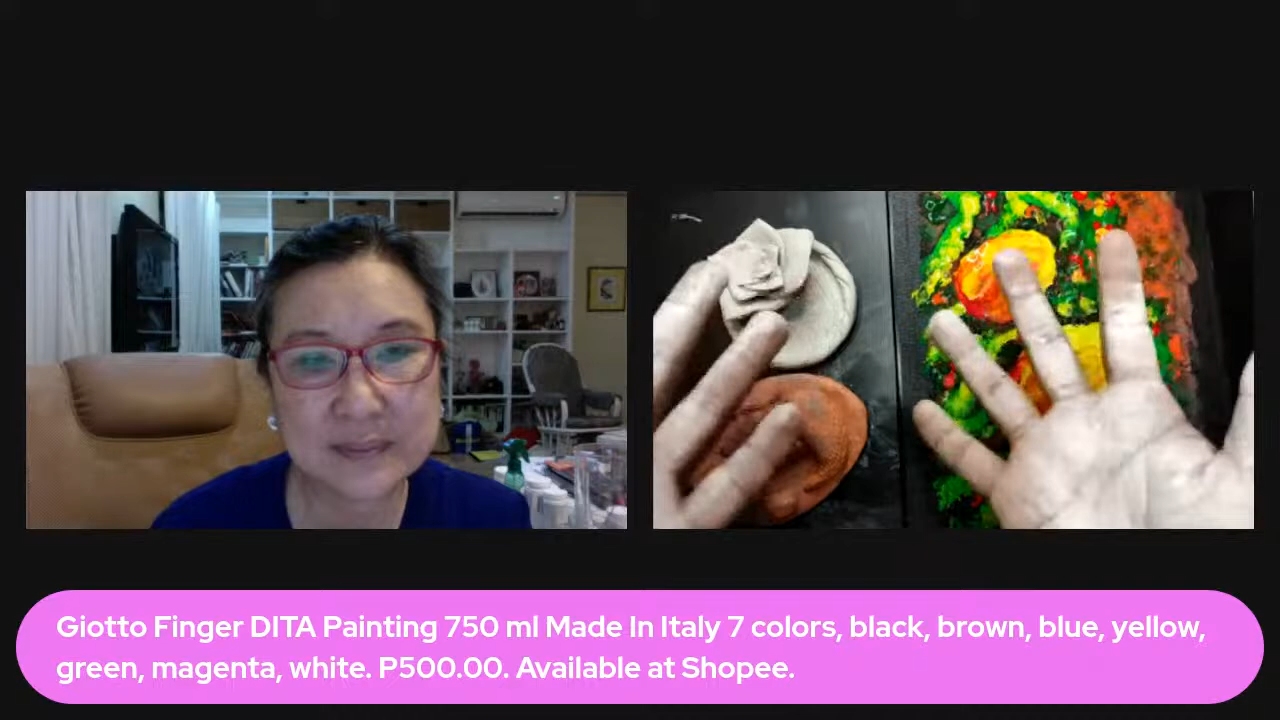 Giotto Finger DITA Painting 750 ml Made In Italy 7 colors, black, brown, blue, yellow,
green, magenta, white. P500.00. Available at Shopee.